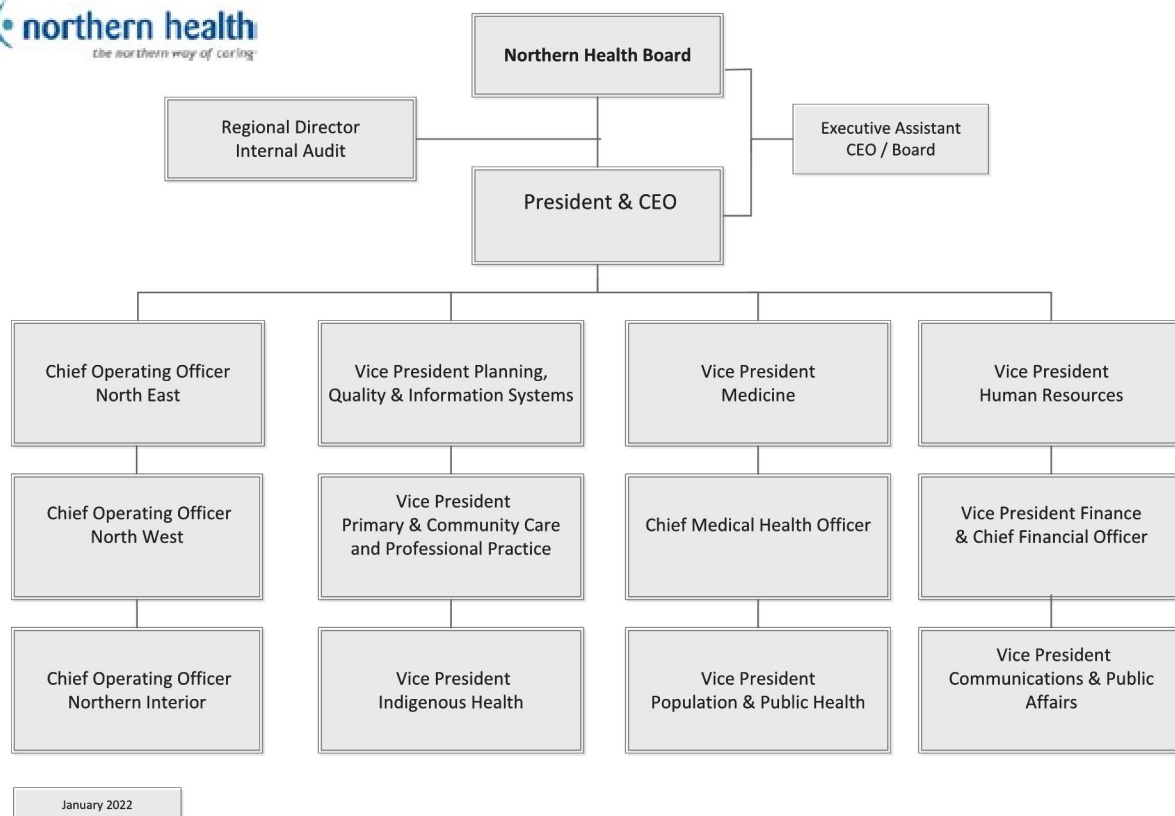 northern health
the northern way of caring
Northern Health Board
Regional Director
Internal Audit
Executive Assistant
CEO / Board
President & CEO
Chief Operating Officer
North East
Vice President Planning,
Quality & Information Systems
Vice President
Medicine
Vice President
Human Resources
Chief Operating Officer
North West
Vice President
Primary & Community Care
and Professional Practice
Chief Medical Health Officer
Vice President Finance
& Chief Financial Officer
Chief Operating Officer
Northern Interior
Vice President
Indigenous Health
Vice President
Population & Public Health
Vice President
Communications & Public
Affairs
January 2022